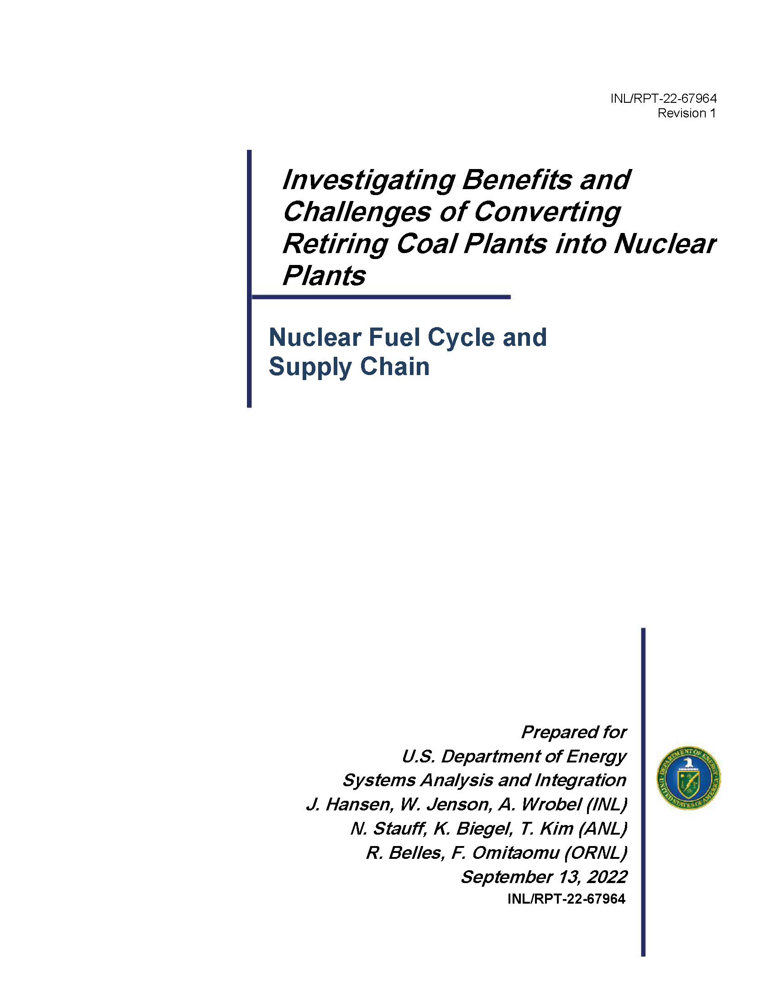 INL/RPT-22-67964
Revision 1
Investigating Benefits and
Challenges of Converting
Retiring Coal Plants into Nuclear
Plants
Nuclear Fuel Cycle and
Supply Chain
Prepared for
U.S. Department of Energy
Systems Analysis and Integration
J. Hansen, W. Jenson, A. Wrobel (INL)
N. Stauff, K. Biegel, T. Kim (ANL)
R. Belles, F. Omitaomu (ORNL)
September 13, 2022
INL/RPT-22-67964
DEPARTMENT OF ENERGY
UNITED STATES OF AMERICA